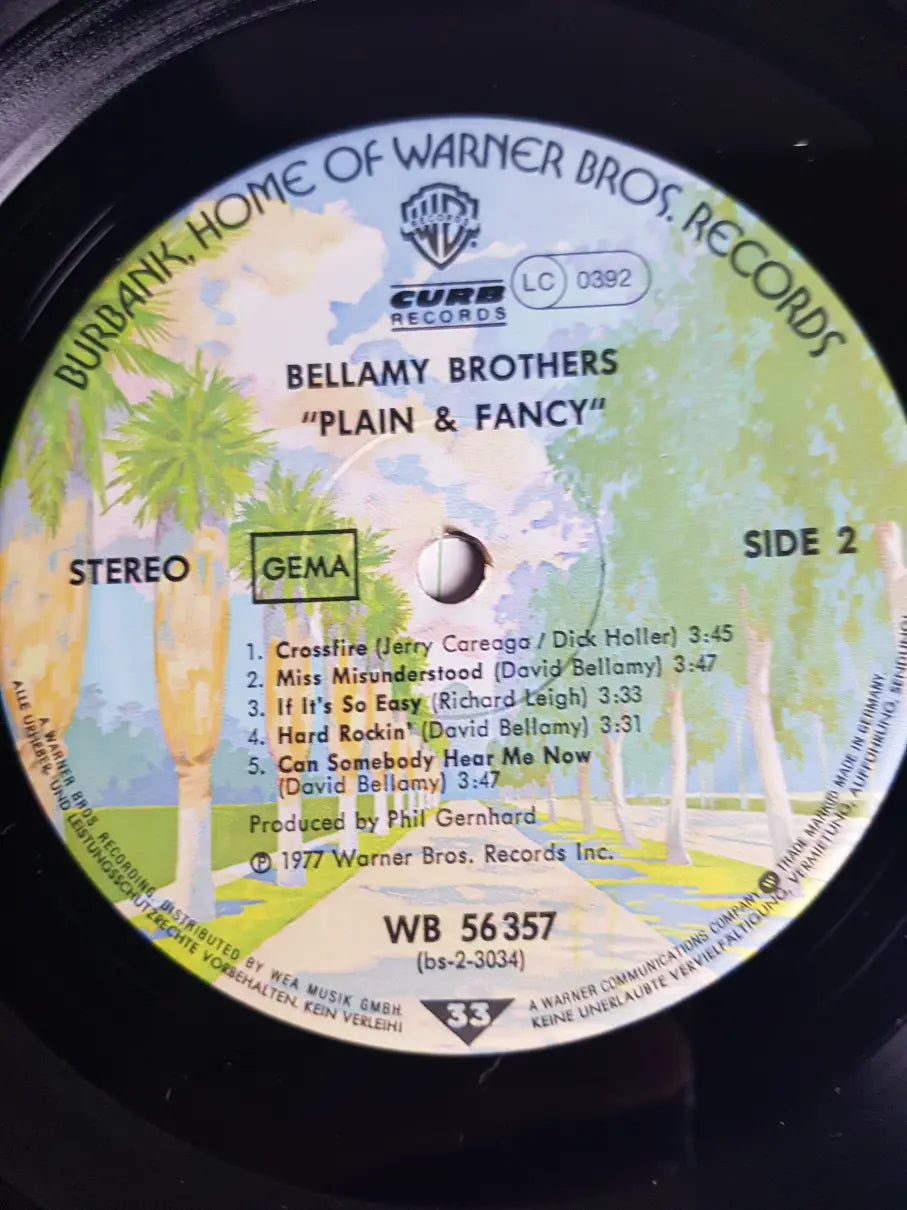 BURBANK, HOME OF WARNER BROS. RECORDS
WB
RECORDS
®
CURB
RECORDS
LC 0392
BELLAMY BROTHERS
"PLAIN & FANCY"
STEREO
GEMA
SIDE 2
1. Crossfire (Jerry Careaga / Dick Holler) 3:45
2. Miss Misunderstood (David Bellamy) 3:47
3. If It's So Easy (Richard Leigh) 3:33
4. Hard Rockin' (David Bellamy) 3:31
5. Can Somebody Hear Me Now
(David Bellamy) 3:47
Produced by Phil Gernhard
℗ 1977 Warner Bros. Records Inc.
WB 56 357
(bs-2-3034)
33
A WARNER BROS. RECORDING, DISTRIBUTED BY WEA MUSIK GMBH.
A WARNER COMMUNICATIONS COMPANY TRADE MARK(S) MADE IN GERMANY
ALLE URHEBER- UND LEISTUNGSSCHUTZRECHTE VORBEHALTEN. KEIN VERLEIH!
KEINE UNERLAUBTE VERVIELFÄLTIGUNG, VERMIETUNG, AUFFÜHRUNG, SENDUNG!